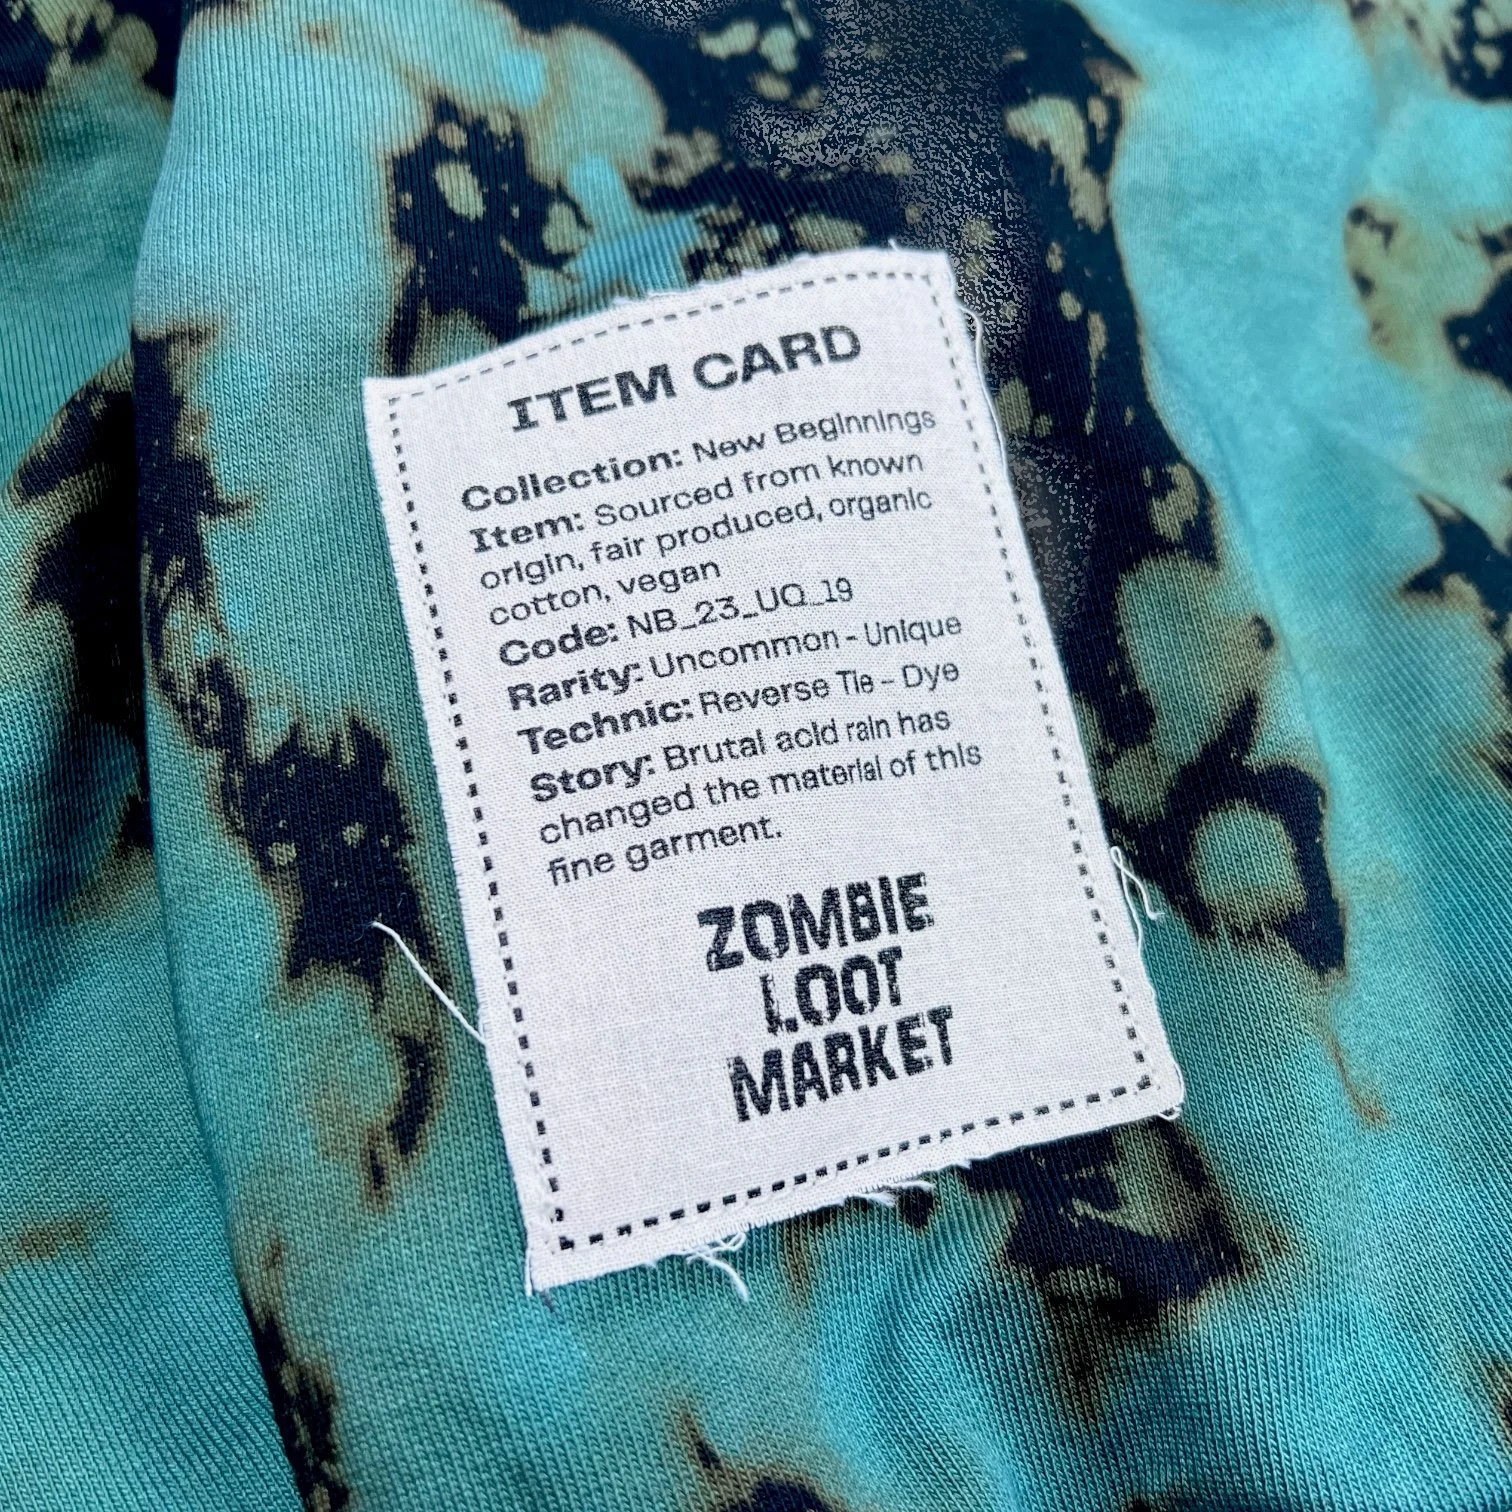 ITEM CARD
Collection: New Beginnings
Item: Sourced from known
origin, fair produced, organic
cotton, vegan
Code: NB_23_UQ_19
Rarity: Uncommon - Unique
Technic: Reverse Tie - Dye
Story: Brutal acid rain has
changed the material of this
fine garment.
ZOMBIE
LOOT
MARKET